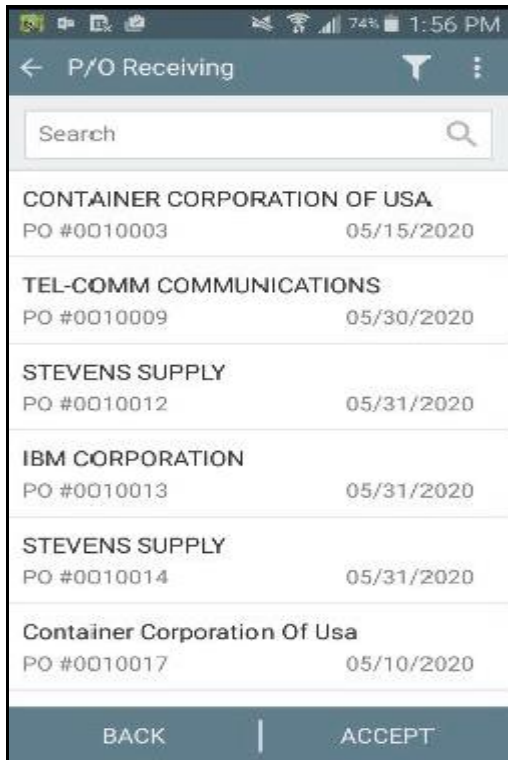 74% 1:56 PM
P/O Receiving
Search
CONTAINER CORPORATION OF USA
PO #0010003 05/15/2020
TEL-COMM COMMUNICATIONS
PO #0010009 05/30/2020
STEVENS SUPPLY
PO #0010012 05/31/2020
IBM CORPORATION
PO #0010013 05/31/2020
STEVENS SUPPLY
PO #0010014 05/31/2020
Container Corporation Of Usa
PO #0010017 05/10/2020
BACK | ACCEPT